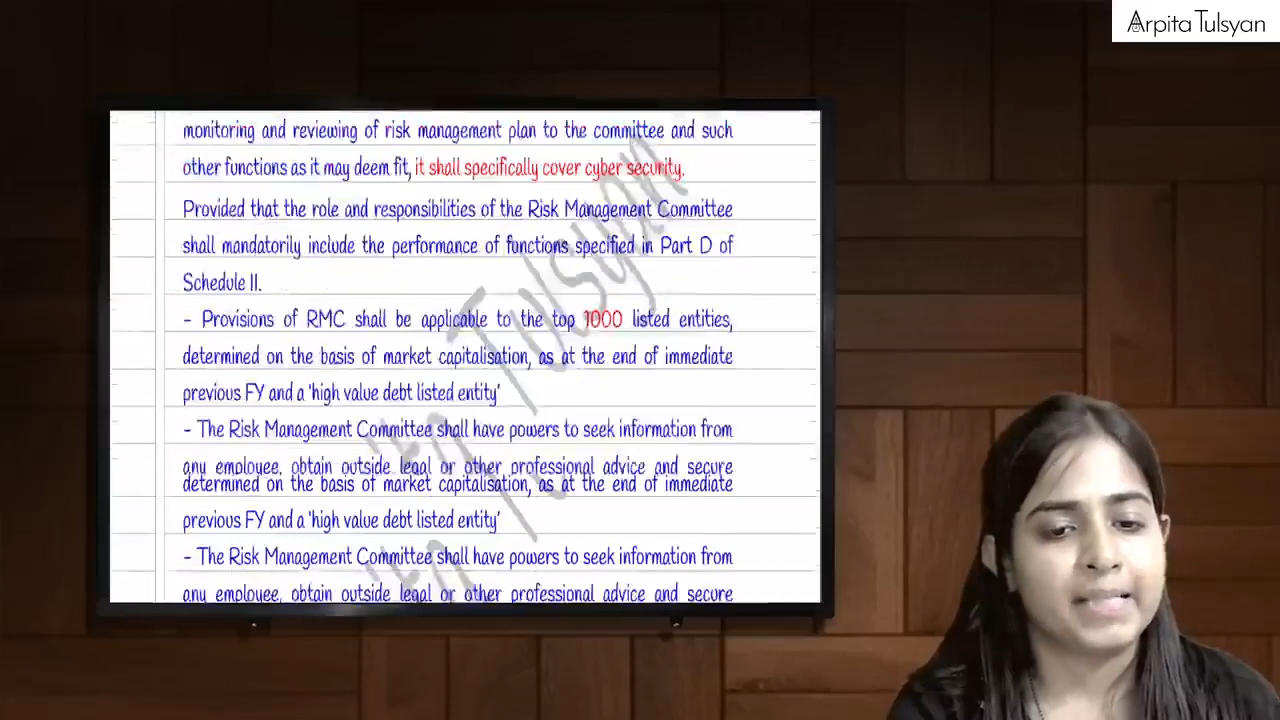 Arpita Tulsyan
monitoring and reviewing of risk management plan to the committee and such
other functions as it may deem fit, it shall specifically cover cyber security.
Provided that the role and responsibilities of the Risk Management Committee
shall mandatorily include the performance of functions specified in Part D of
Schedule II.
- Provisions of RMC shall be applicable to the top 1000 listed entities,
determined on the basis of market capitalisation, as at the end of immediate
previous FY and a 'high value debt listed entity'
- The Risk Management Committee shall have powers to seek information from
any employee, obtain outside legal or other professional advice and secure
determined on the basis of market capitalisation, as at the end of immediate
previous FY and a 'high value debt listed entity'
- The Risk Management Committee shall have powers to seek information from
any employee, obtain outside legal or other professional advice and secure
Tulsyan